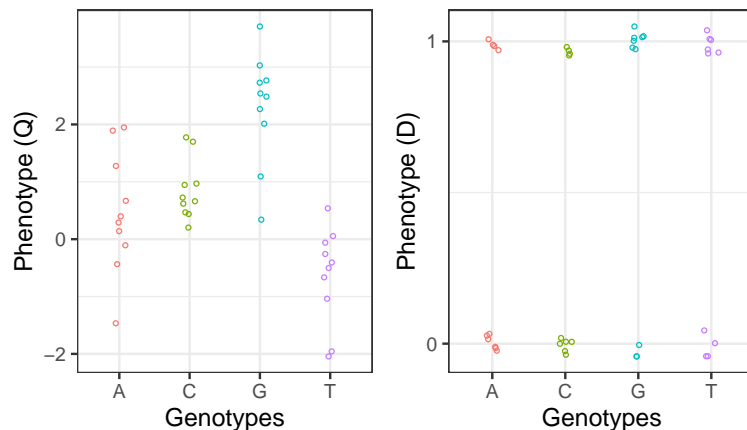 Phenotype (Q)
2
0
−2
A C G T
Genotypes
Phenotype (D)
1
0
A C G T
Genotypes